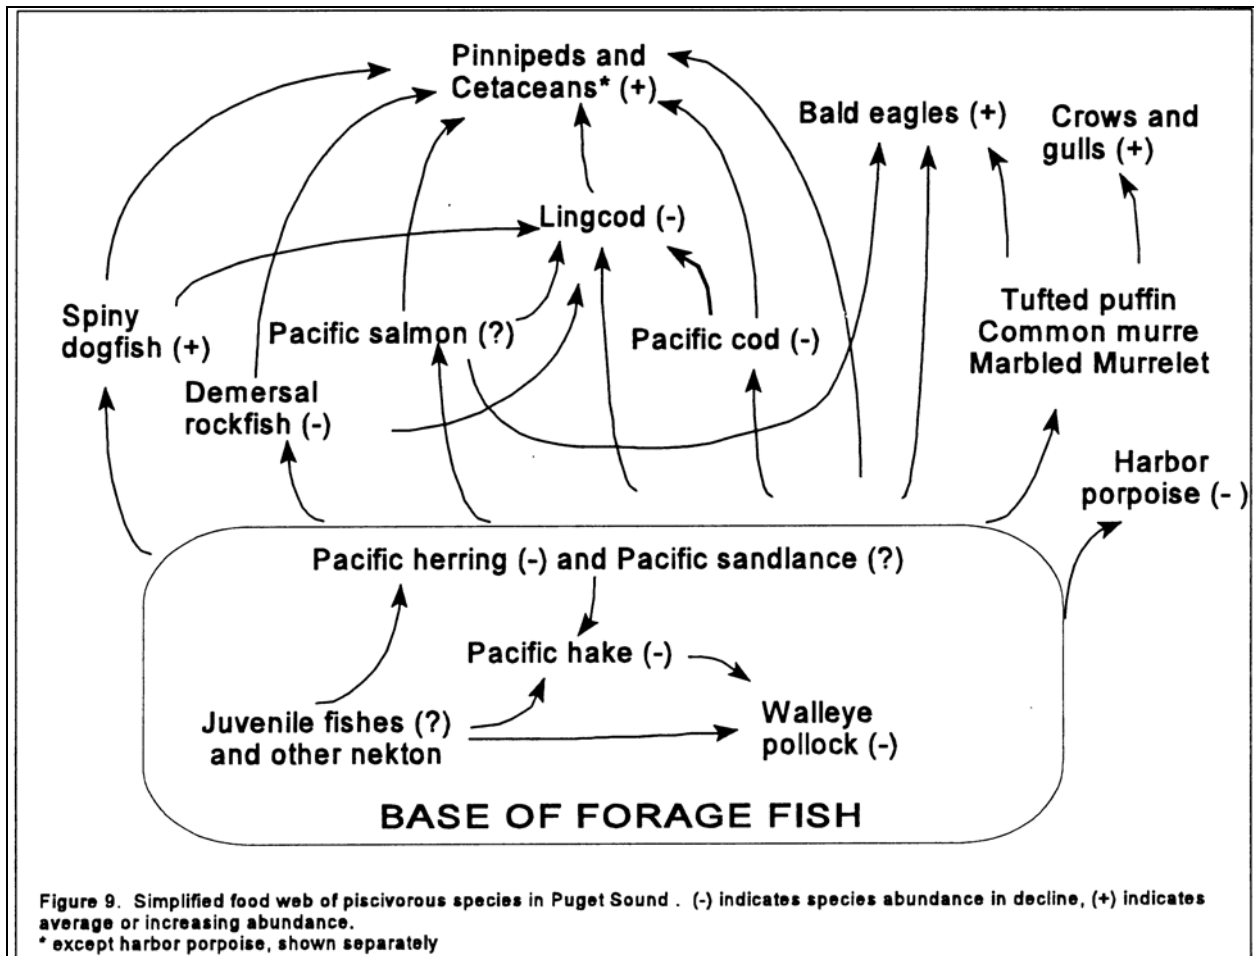 Pinnipeds and
Cetaceans* (+)
Bald eagles (+)
Crows and
gulls (+)
Lingcod (-)
Spiny
dogfish (+)
Pacific salmon (?)
Pacific cod (-)
Tufted puffin
Common murre
Marbled Murrelet
Demersal
rockfish (-)
Harbor
porpoise (-)
Pacific herring (-) and Pacific sandlance (?)
Pacific hake (-)
Juvenile fishes (?)
and other nekton
Walleye
pollock (-)
BASE OF FORAGE FISH
Figure 9. Simplified food web of piscivorous species in Puget Sound . (-) indicates species abundance in decline, (+) indicates
average or increasing abundance.
* except harbor porpoise, shown separately